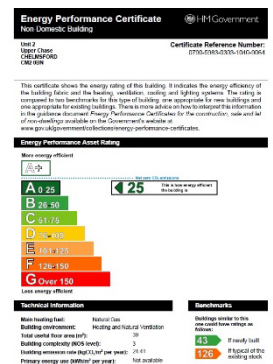 Energy Performance Certificate
HM Government
Non-Domestic Building
Unit 2
Upper Chase
CHELMSFORD
CM2 0BN
Certificate Reference Number:
This certificate shows the energy rating of this building. It indicates the energy efficiency of
the building fabric and the heating, ventilation, cooling and lighting systems. The rating is
compared to two benchmarks for this type of building: one appropriate for new buildings and
one appropriate for existing buildings. There is more advice on how to interpret this information
in the guidance document Energy Performance Certificates for the construction, sale and let
of non-dwellings available on the Government's website at
www.gov.uk/government/collections/energy-performance-certificates.
Energy Performance Asset Rating
More energy efficient
A+
Net zero CO2 emissions
A 0-25
25
This is how energy efficient
the building is.
B 26-50
C 51-75
D 76-100
E 101-125
F 126-150
G Over 150
Less energy efficient
Technical Information
Main heating fuel: Natural Gas
Building environment: Heating and Natural Ventilation
Total useful floor area (m²): 39
Building complexity (NOS level): 3
Building emission rate (kgCO2/m² per year):
Primary energy use (kWh/m² per year): Not available
Benchmarks
Buildings similar to this
one could have ratings as
follows:
43 If newly built
126 If typical of the
existing stock